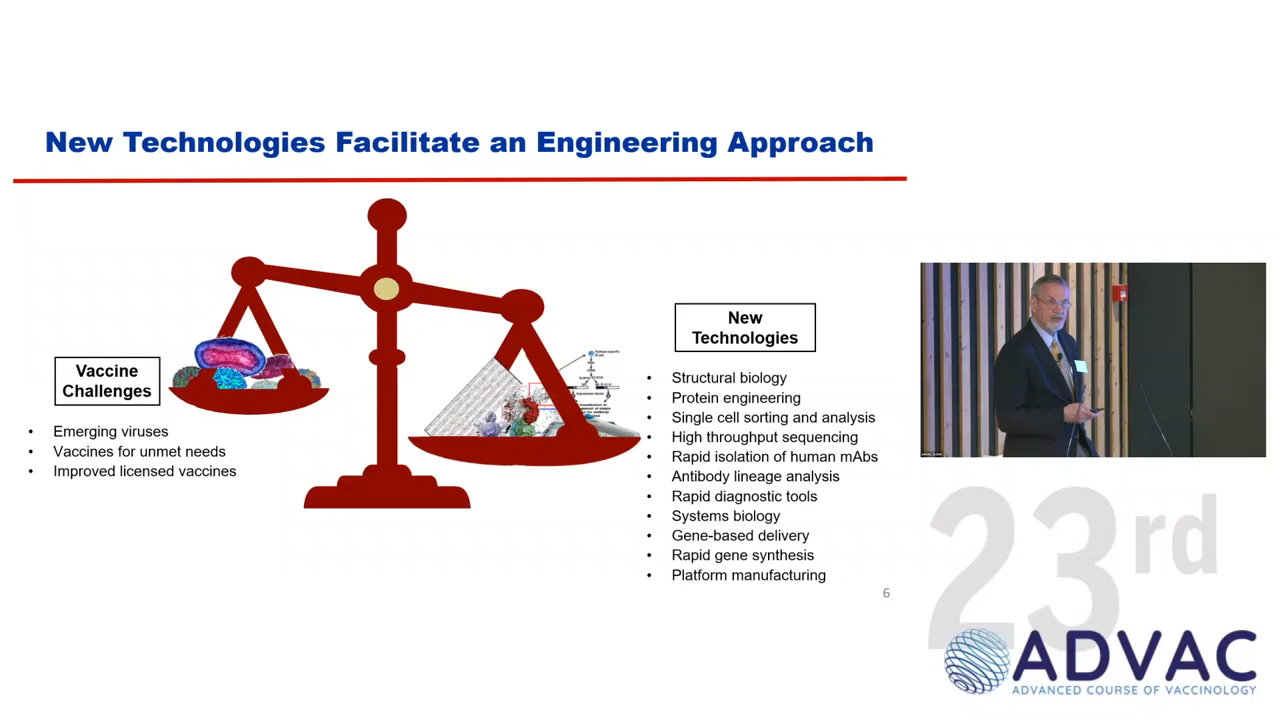 New Technologies Facilitate an Engineering Approach
Vaccine
Challenges
• Emerging viruses
• Vaccines for unmet needs
• Improved licensed vaccines
New
Technologies
• Structural biology
• Protein engineering
• Single cell sorting and analysis
• High throughput sequencing
• Rapid isolation of human mAbs
• Antibody lineage analysis
• Rapid diagnostic tools
• Systems biology
• Gene-based delivery
• Rapid gene synthesis
• Platform manufacturing
6
23rd
ADVAC
ADVANCED COURSE OF VACCINOLOGY